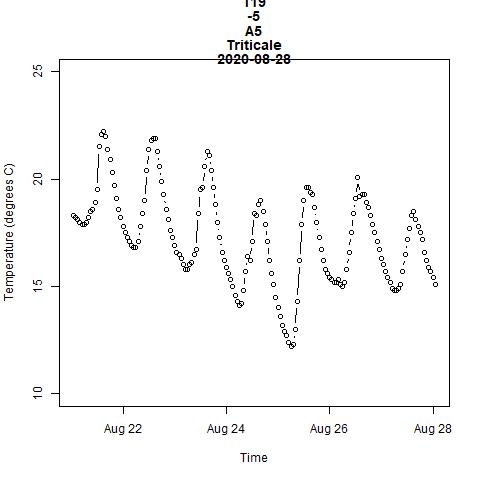 T19
-5
A5
Triticale
2020-08-28
Temperature (degrees C)
25
20
15
10
Aug 22
Aug 24
Aug 26
Aug 28
Time